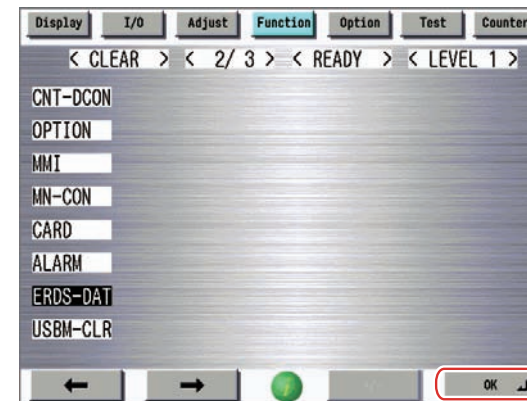 Display I/O Adjust Function Option Test Counter
< CLEAR > < 2/ 3 > < READY > < LEVEL 1 >
CNT-DCON
OPTION
MMI
MN-CON
CARD
ALARM
ERDS-DAT
USBM-CLR
OK